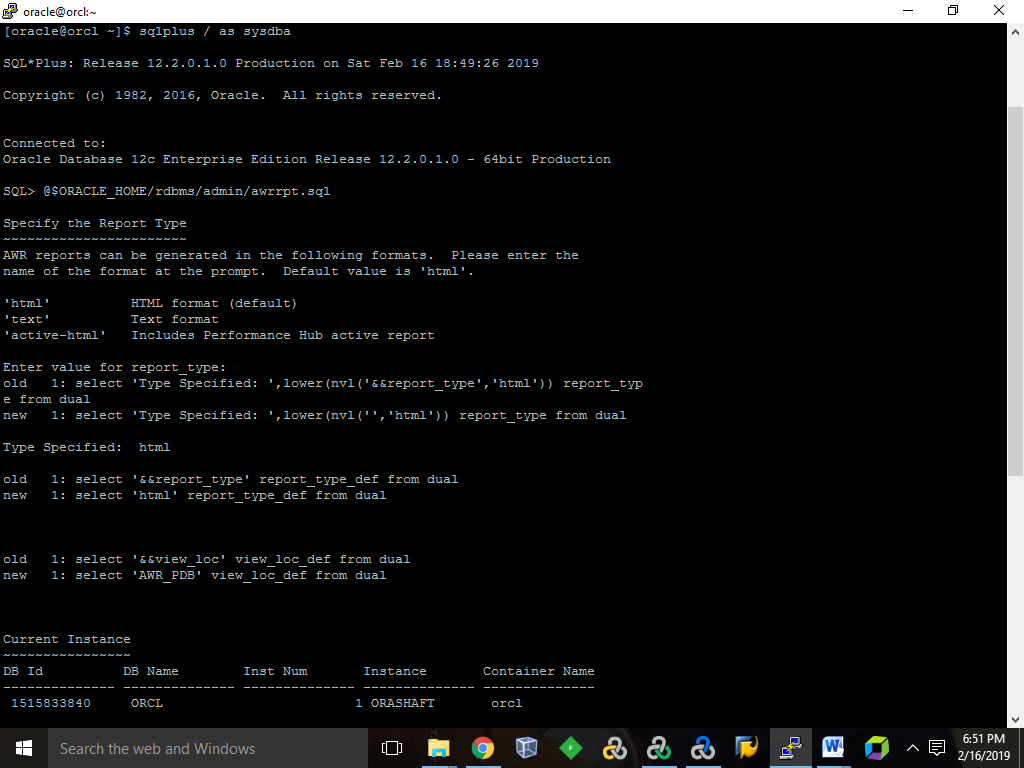 oracle@orcl:~
[oracle@orcl ~]$ sqlplus / as sysdba
SQL*Plus: Release 12.2.0.1.0 Production on Sat Feb 16 18:49:26 2019
Copyright (c) 1982, 2016, Oracle.  All rights reserved.
Connected to:
Oracle Database 12c Enterprise Edition Release 12.2.0.1.0 - 64bit Production
SQL> @$ORACLE_HOME/rdbms/admin/awrrpt.sql
Specify the Report Type
~~~~~~~~~~~~~~~~~~~~~~~
AWR reports can be generated in the following formats.  Please enter the
name of the format at the prompt.  Default value is 'html'.
'html'          HTML format (default)
'text'          Text format
'active-html'   Includes Performance Hub active report
Enter value for report_type:
old   1: select 'Type Specified: ',lower(nvl('&&report_type','html')) report_typ
e from dual
new   1: select 'Type Specified: ',lower(nvl('','html')) report_type from dual
Type Specified:  html
old   1: select '&&report_type' report_type_def from dual
new   1: select 'html' report_type_def from dual
old   1: select '&&view_loc' view_loc_def from dual
new   1: select 'AWR_PDB' view_loc_def from dual
Current Instance
~~~~~~~~~~~~~~~~
DB Id          DB Name        Inst Num       Instance       Container Name
-------------- -------------- -------------- -------------- --------------
 1515833840     ORCL                        1 ORASHAFT       orcl
Search the web and Windows
6:51 PM
2/16/2019